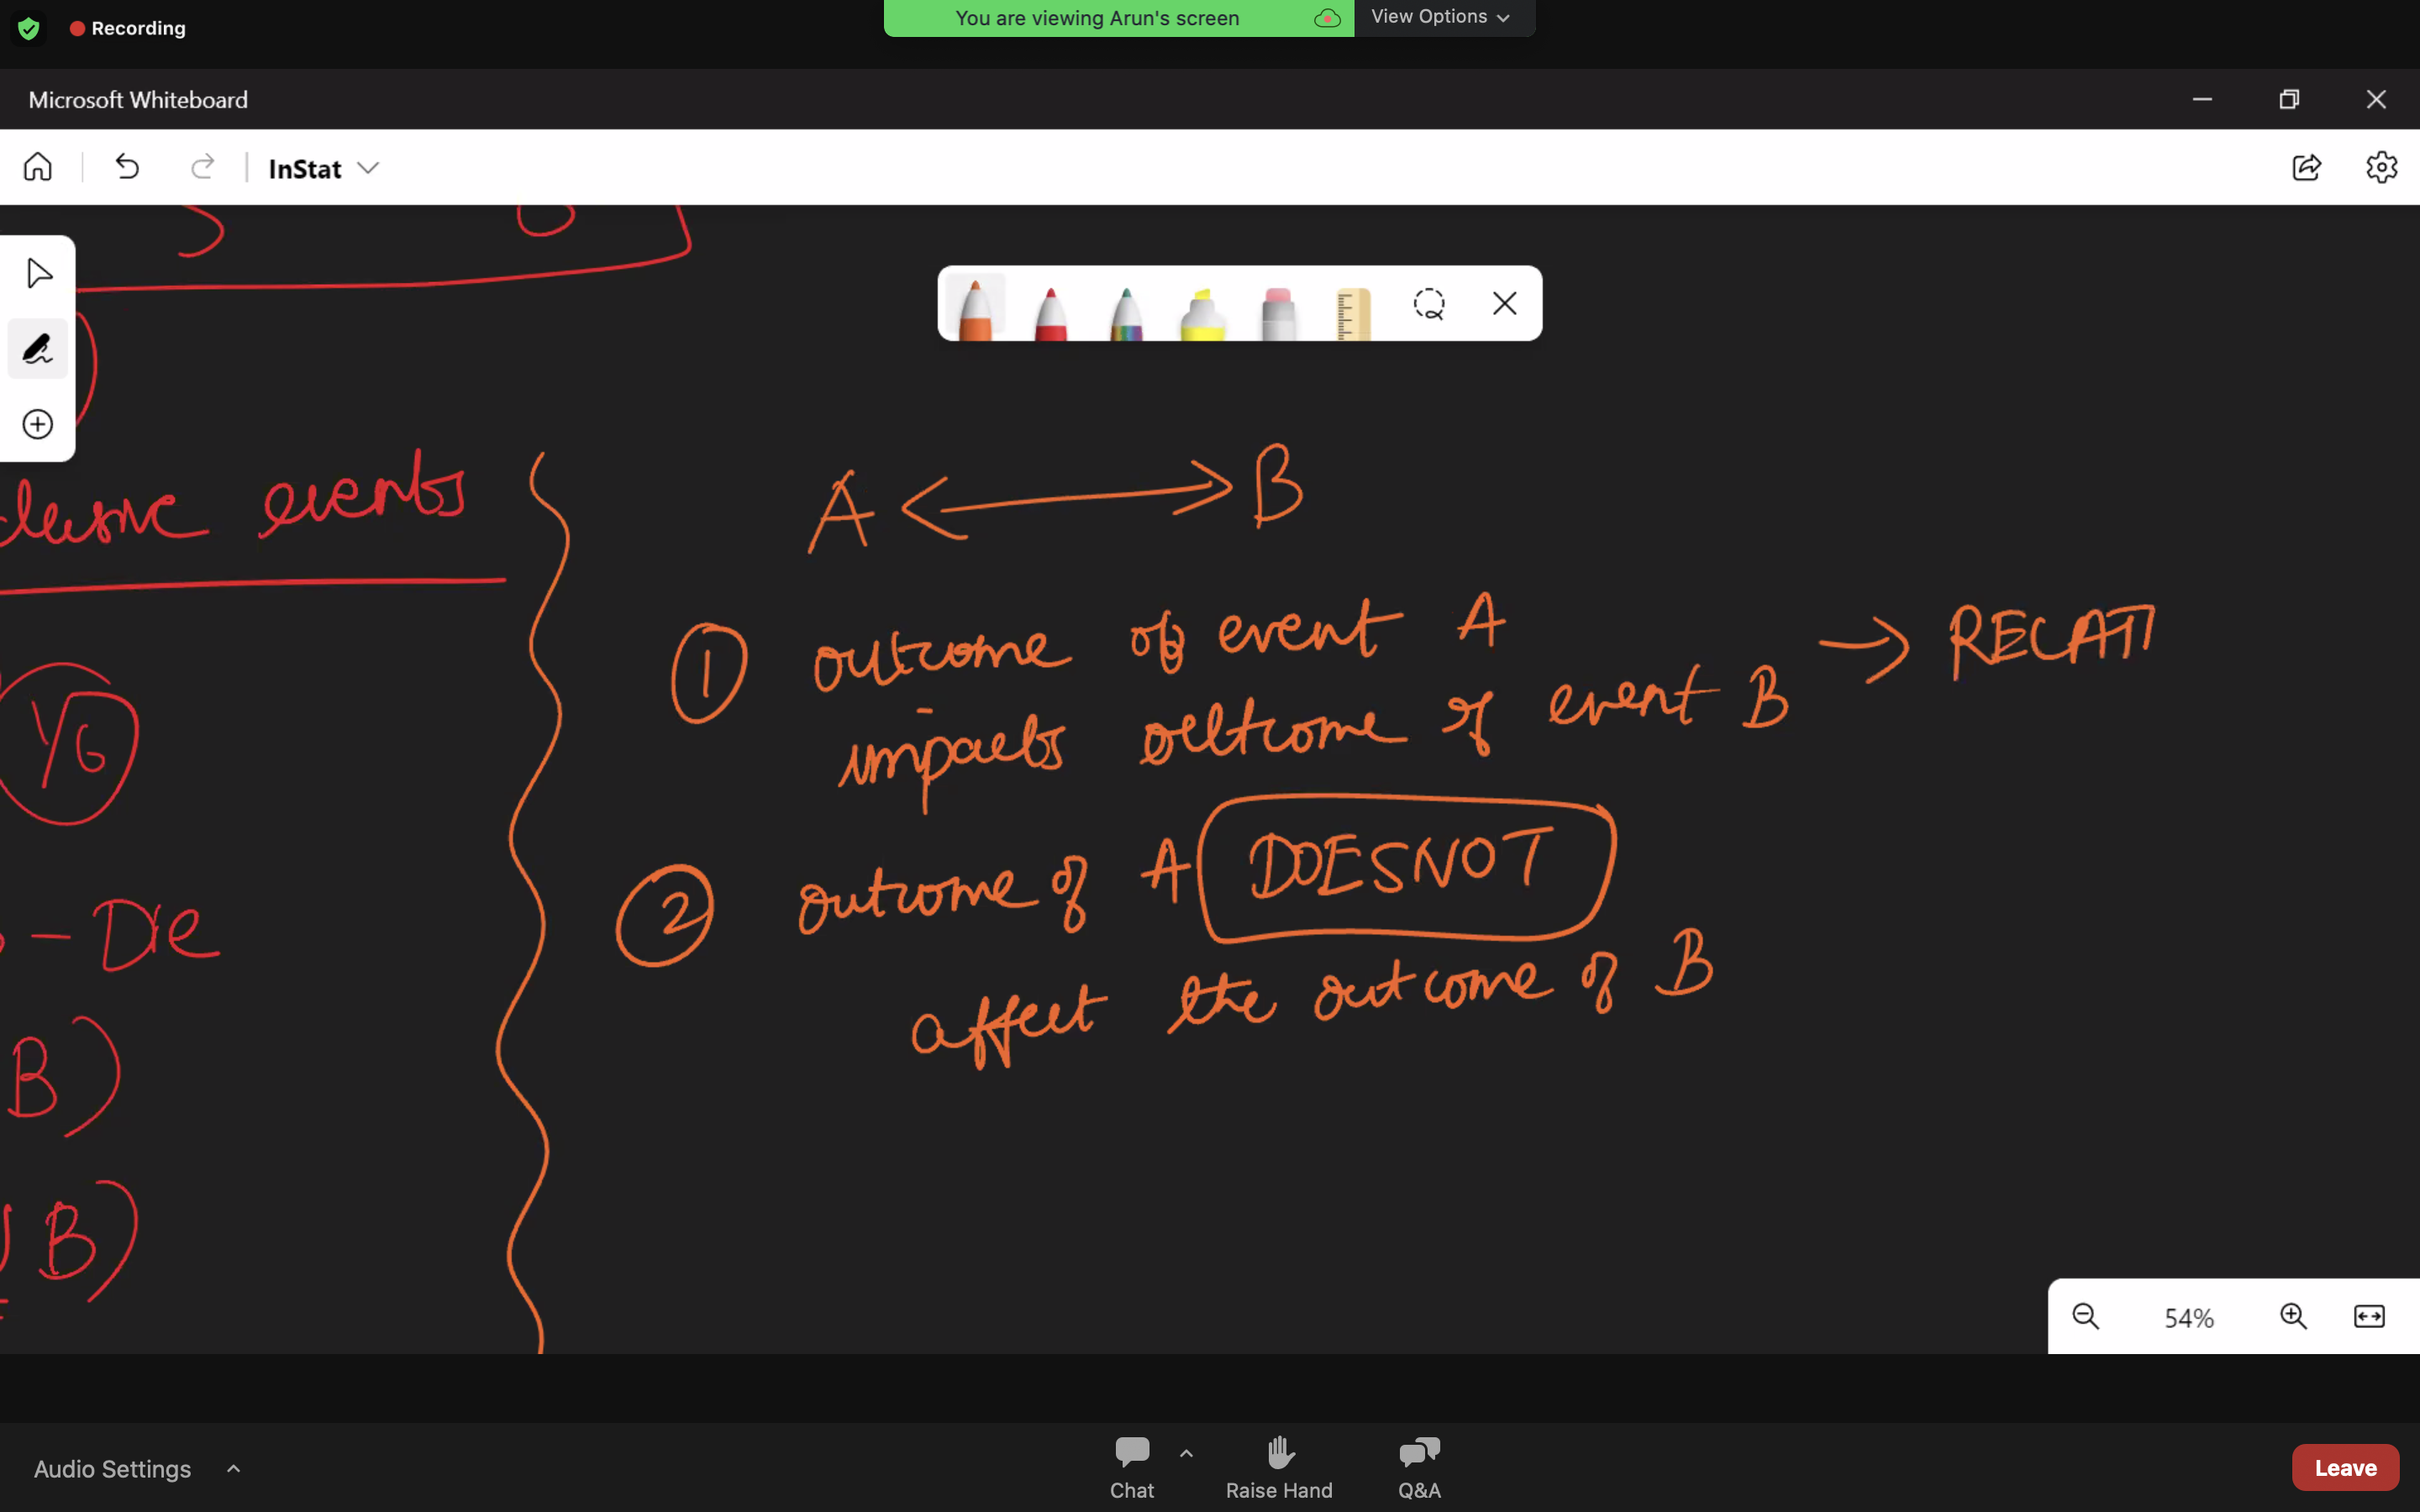 Recording
You are viewing Arun's screen
View Options
Microsoft Whiteboard
InStat
events
A B
1 outcome of event A
impacts outcome of event B → RECATI
2 outcome of A DOESNOT
affect the outcome of B
1/6
- Die
B)
B)
54%
Audio Settings
Chat
Raise Hand
Q&A
Leave